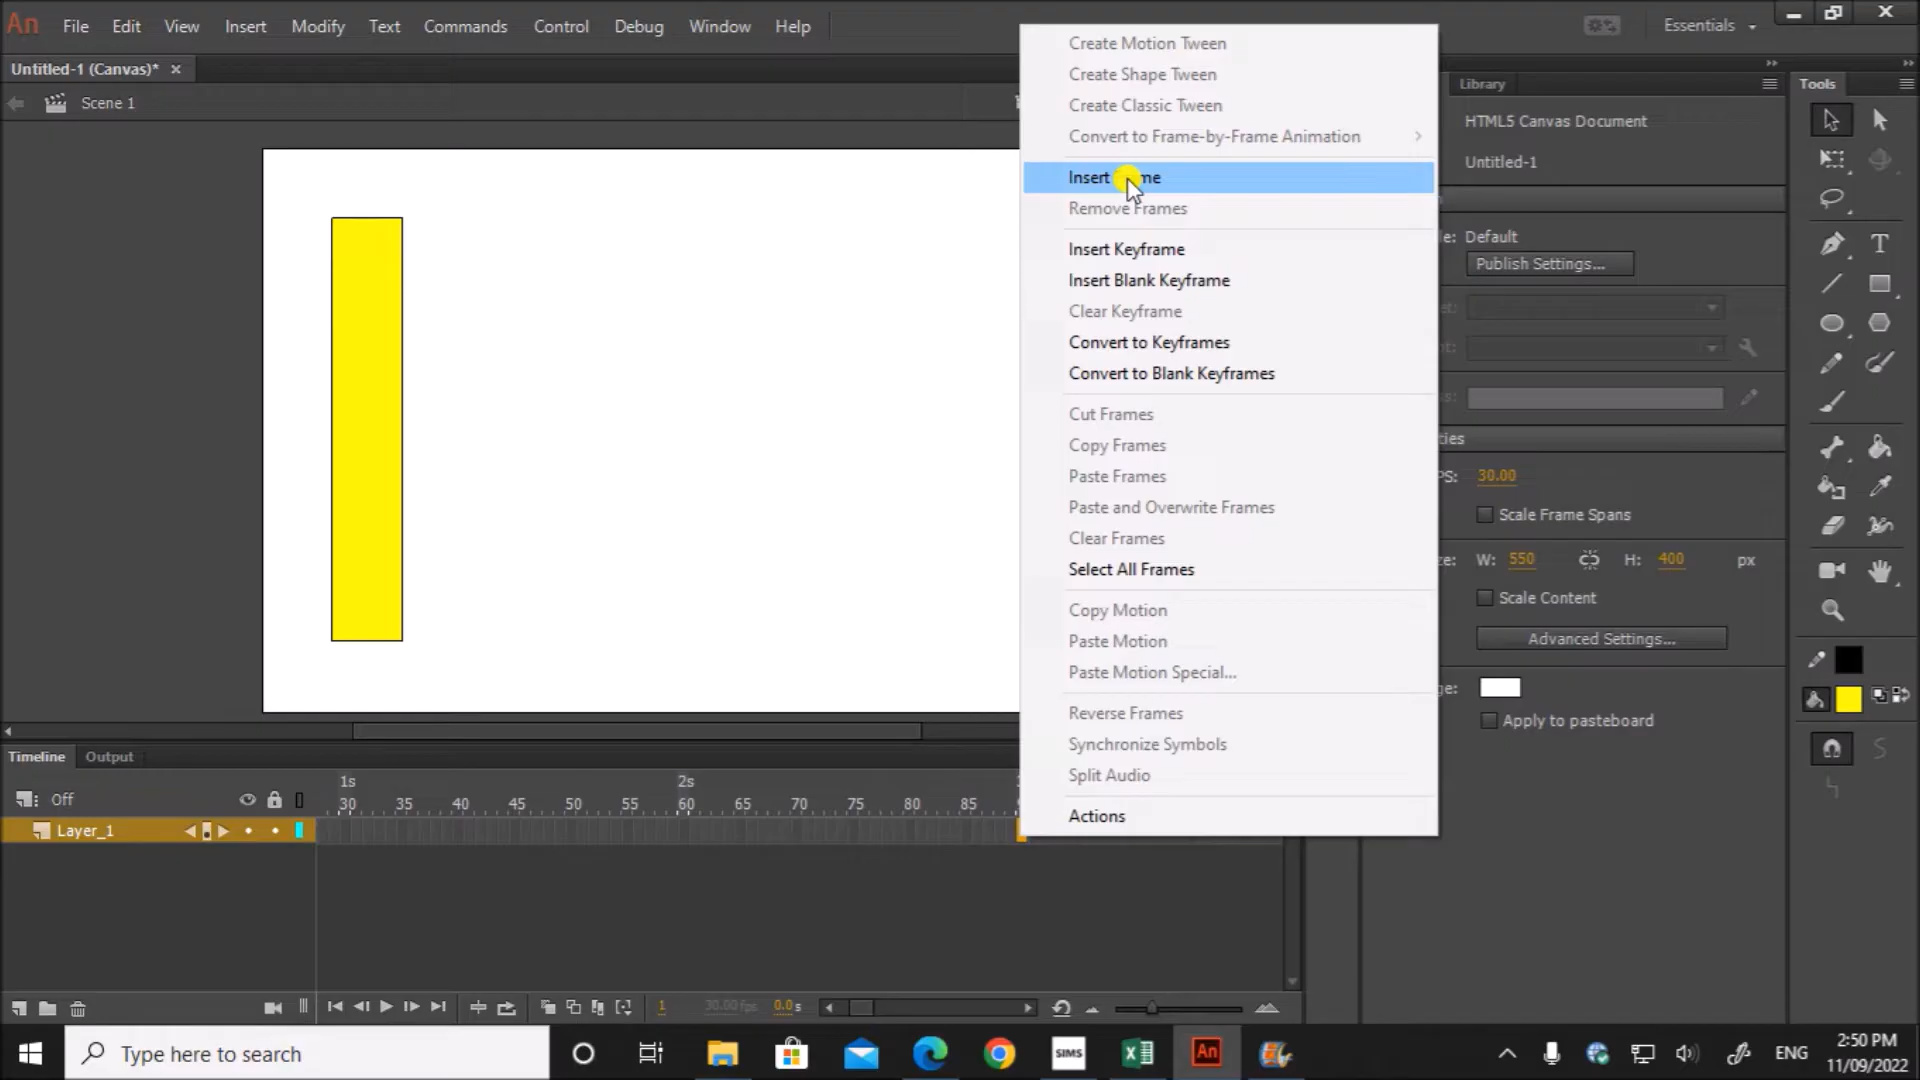 An File Edit View Insert Modify Text Commands Control Debug Window Help Essentials
Untitled-1 (Canvas)* ×
Scene 1
Create Motion Tween
Create Shape Tween
Create Classic Tween
Convert to Frame-by-Frame Animation
Insert
Remove Frames
Insert Keyframe
Insert Blank Keyframe
Clear Keyframe
Convert to Keyframes
Convert to Blank Keyframes
Cut Frames
Copy Frames
Paste Frames
Paste and Overwrite Frames
Clear Frames
Select All Frames
Copy Motion
Paste Motion
Paste Motion Special...
Reverse Frames
Synchronize Symbols
Split Audio
Actions
Library
HTML5 Canvas Document
Untitled-1
Default
Publish Settings...
30.00
Scale Frame Spans
W: 550 H: 400 px
Scale Content
Advanced Settings...
Apply to pasteboard
Tools
T
Timeline Output
1s 2s
Off 30 35 40 45 50 55 60 65 70 75 80 85
Layer_1
1 30.00 fps 0.0 s
Type here to search
SIMS
An
ENG
2:50 PM
11/09/2022